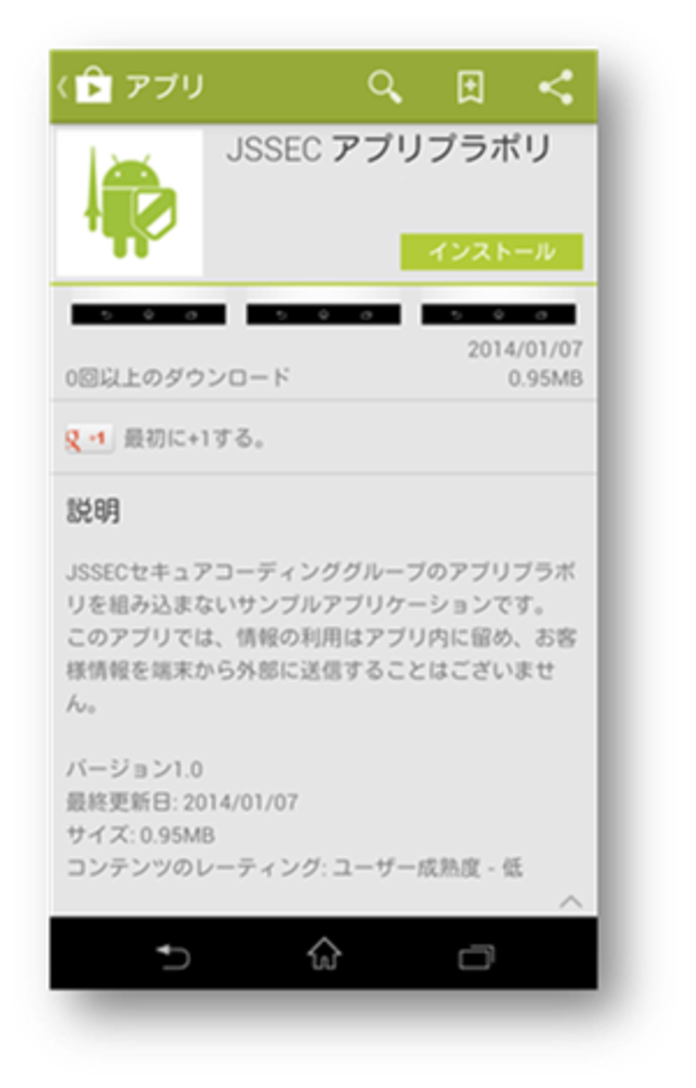 アプリ
JSSEC アプリプラポリ
インストール
2014/01/07
0回以上のダウンロード
0.95MB
g +1 最初に+1する。
説明
JSSECセキュアコーディンググループのアプリプラポ
リを組み込まないサンプルアプリケーションです。
このアプリでは、情報の利用はアプリ内に留め、お客
様情報を端末から外部に送信することはございませ
ん。
バージョン1.0
最終更新日: 2014/01/07
サイズ: 0.95MB
コンテンツのレーティング: ユーザー成熟度 - 低